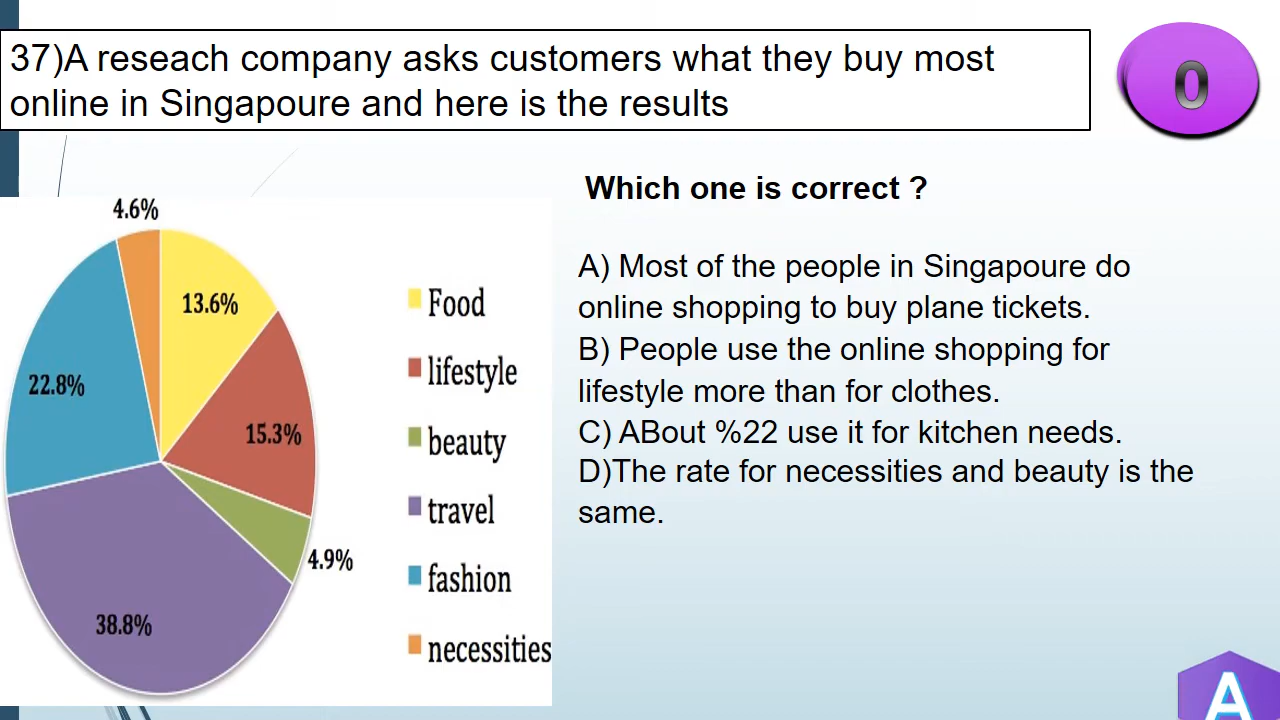 37)A reseach company asks customers what they buy most
online in Singapoure and here is the results
0
Which one is correct ?
A) Most of the people in Singapoure do
online shopping to buy plane tickets.
B) People use the online shopping for
lifestyle more than for clothes.
C) ABout %22 use it for kitchen needs.
D)The rate for necessities and beauty is the
same.
4.6%
13.6%
22.8%
15.3%
4.9%
38.8%
Food
lifestyle
beauty
travel
fashion
necessities
A